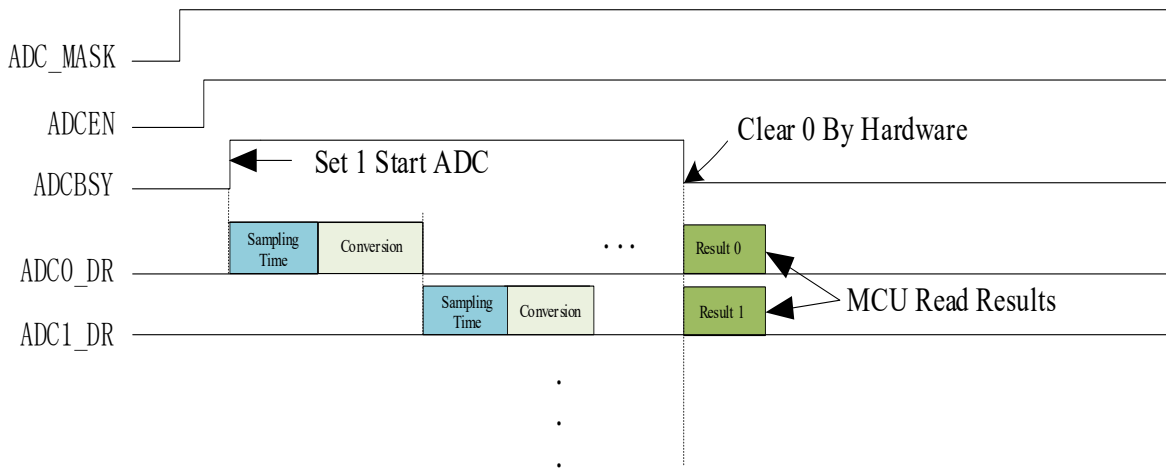 ADC_MASK
ADCEN
Clear 0 By Hardware
Set 1 Start ADC
ADCBSY
Sampling
Time
Conversion
...
Result 0
ADC0_DR
MCU Read Results
Sampling
Time
Conversion
Result 1
ADC1_DR